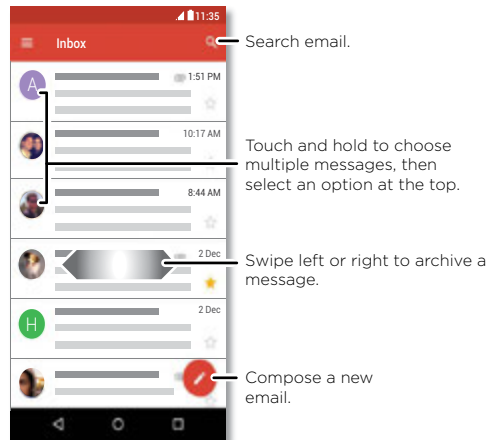 11:35
Inbox
Search email.
A
1:51 PM
10:17 AM
Touch and hold to choose
multiple messages, then
select an option at the top.
8:44 AM
2 Dec
Swipe left or right to archive a
message.
2 Dec
H
Compose a new
email.